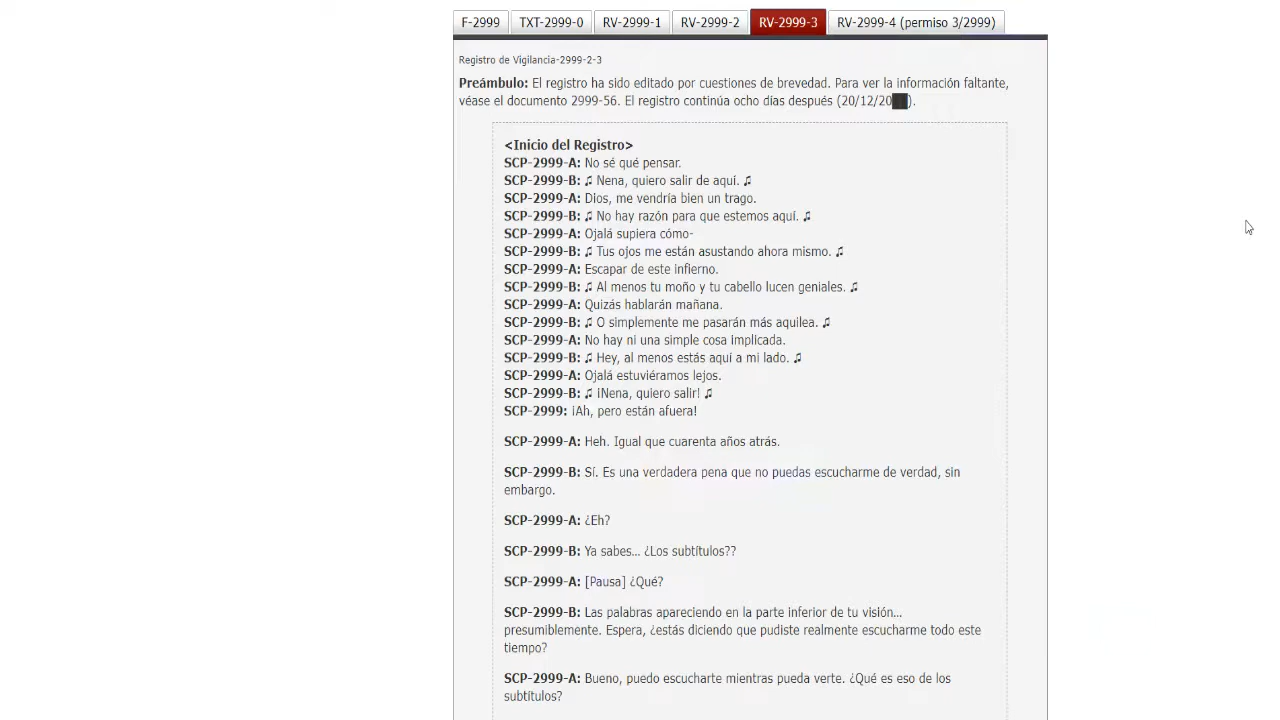 F-2999 TXT-2999-0 RV-2999-1 RV-2999-2 RV-2999-3 RV-2999-4 (permiso 3/2999)
Registro de Vigilancia-2999-2-3
Preámbulo: El registro ha sido editado por cuestiones de brevedad. Para ver la información faltante,
véase el documento 2999-56. El registro continúa ocho días después (20/12/20██).
<Inicio del Registro>
SCP-2999-A: No sé qué pensar.
SCP-2999-B: ♫ Nena, quiero salir de aquí. ♫
SCP-2999-A: Dios, me vendría bien un trago.
SCP-2999-B: ♫ No hay razón para que estemos aquí. ♫
SCP-2999-A: Ojalá supiera cómo-
SCP-2999-B: ♫ Tus ojos me están asustando ahora mismo. ♫
SCP-2999-A: Escapar de este infierno.
SCP-2999-B: ♫ Al menos tu moño y tu cabello lucen geniales. ♫
SCP-2999-A: Quizás hablarán mañana.
SCP-2999-B: ♫ O simplemente me pasarán más aquilea. ♫
SCP-2999-A: No hay ni una simple cosa implicada.
SCP-2999-B: ♫ Hey, al menos estás aquí a mi lado. ♫
SCP-2999-A: Ojalá estuviéramos lejos.
SCP-2999-B: ♫ ¡Nena, quiero salir! ♫
SCP-2999: ¡Ah, pero están afuera!
SCP-2999-A: Heh. Igual que cuarenta años atrás.
SCP-2999-B: Sí. Es una verdadera pena que no puedas escucharme de verdad, sin
embargo.
SCP-2999-A: ¿Eh?
SCP-2999-B: Ya sabes... ¿Los subtítulos??
SCP-2999-A: [Pausa] ¿Qué?
SCP-2999-B: Las palabras apareciendo en la parte inferior de tu visión...
presumiblemente. Espera, ¿estás diciendo que pudiste realmente escucharme todo este
tiempo?
SCP-2999-A: Bueno, puedo escucharte mientras pueda verte. ¿Qué es eso de los
subtítulos?